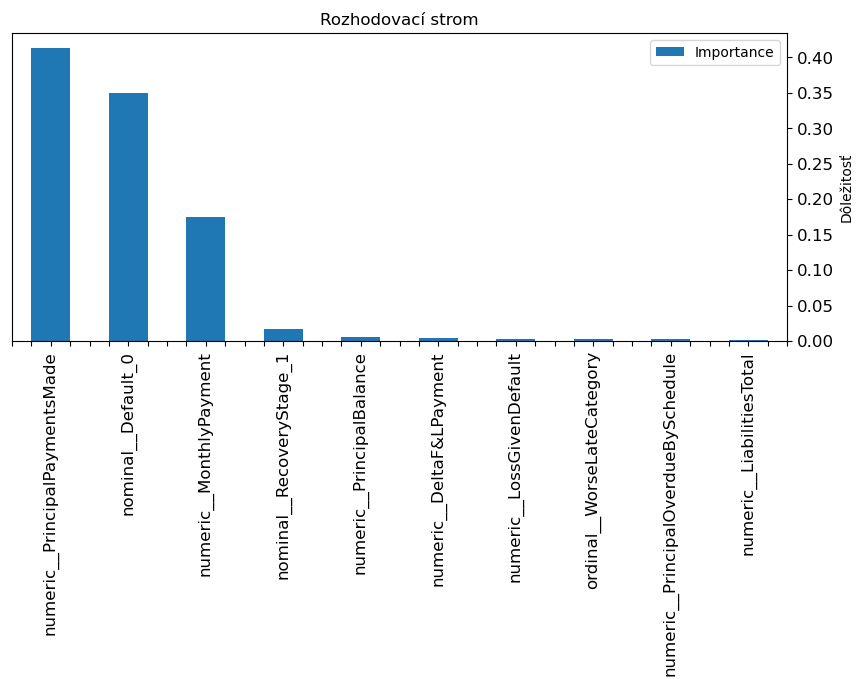 Rozhodovací strom
Importance
0.40
0.35
0.30
0.25
0.20
0.15
0.10
0.05
0.00
Dôležitosť
numeric__PrincipalPaymentsMade
nominal__Default_0
numeric__MonthlyPayment
nominal__RecoveryStage_1
numeric__PrincipalBalance
numeric__DeltaF&LPayment
numeric__LossGivenDefault
ordinal__WorseLateCategory
numeric__PrincipalOverdueBySchedule
numeric__LiabilitiesTotal